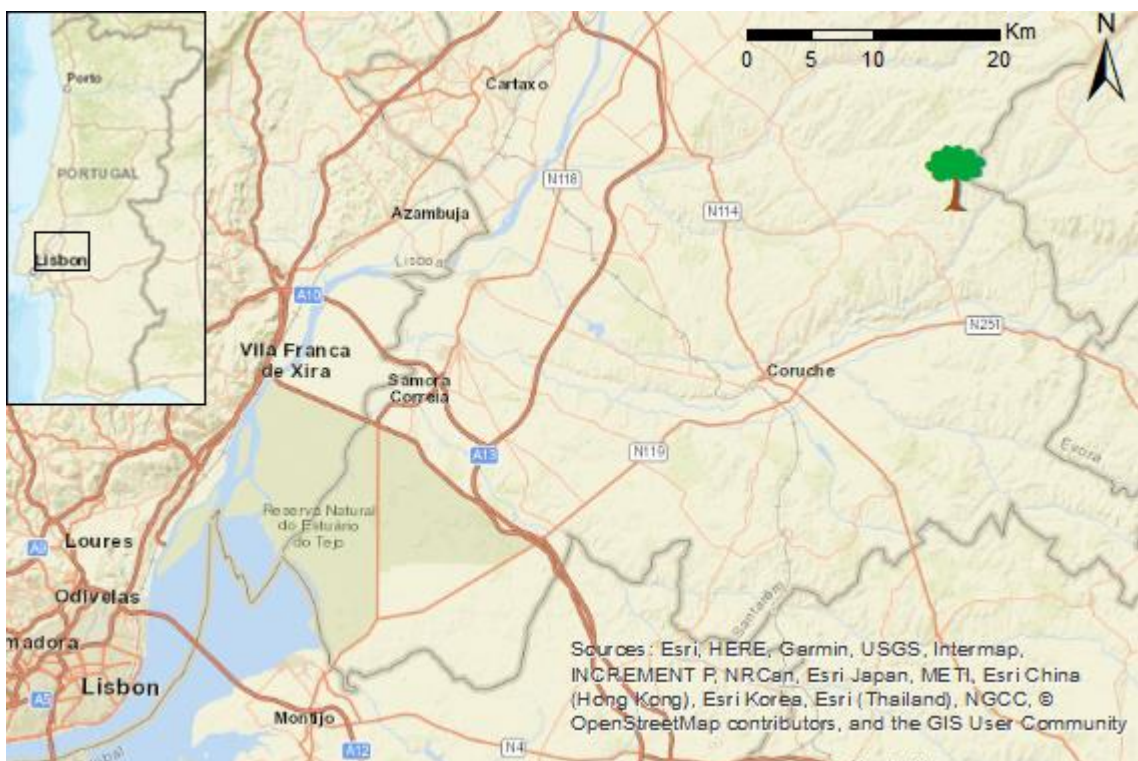 Porto
PORTUGAL
Lisbon
Km
0 5 10 20
N
Cartaxo
N118
N114
Azambuja
Lisboa
A10
N251
Vila Franca
de Xira
Samora
Correia
Coruche
A13
N119
Evora
Reserva Natural
do Estuário
do Tejo
Loures
A9
Odivelas
Santarém
madora
A5
Lisbon
Montijo
A12
N4
Sources: Esri, HERE, Garmin, USGS, Intermap,
INCREMENT P, NRCan, Esri Japan, METI, Esri China
(Hong Kong), Esri Korea, Esri (Thailand), NGCC, ©
OpenStreetMap contributors, and the GIS User Community